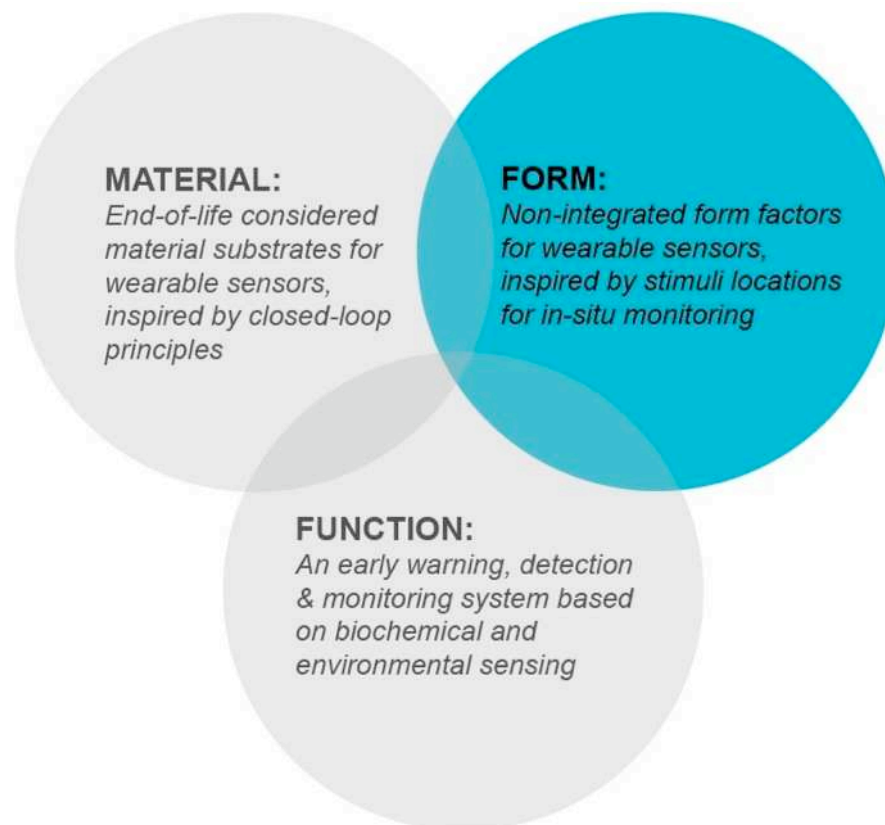 MATERIAL:
End-of-life considered
material substrates for
wearable sensors,
inspired by closed-loop
principles
FORM:
Non-integrated form factors
for wearable sensors,
inspired by stimuli locations
for in-situ monitoring
FUNCTION:
An early warning, detection
& monitoring system based
on biochemical and
environmental sensing